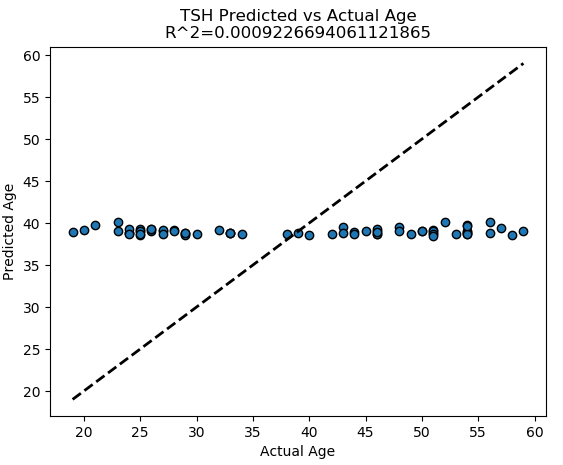 TSH Predicted vs Actual Age
R^2=0.0009226694061121865
60
55
50
45
40
35
30
25
20
Predicted Age
20 25 30 35 40 45 50 55 60
Actual Age